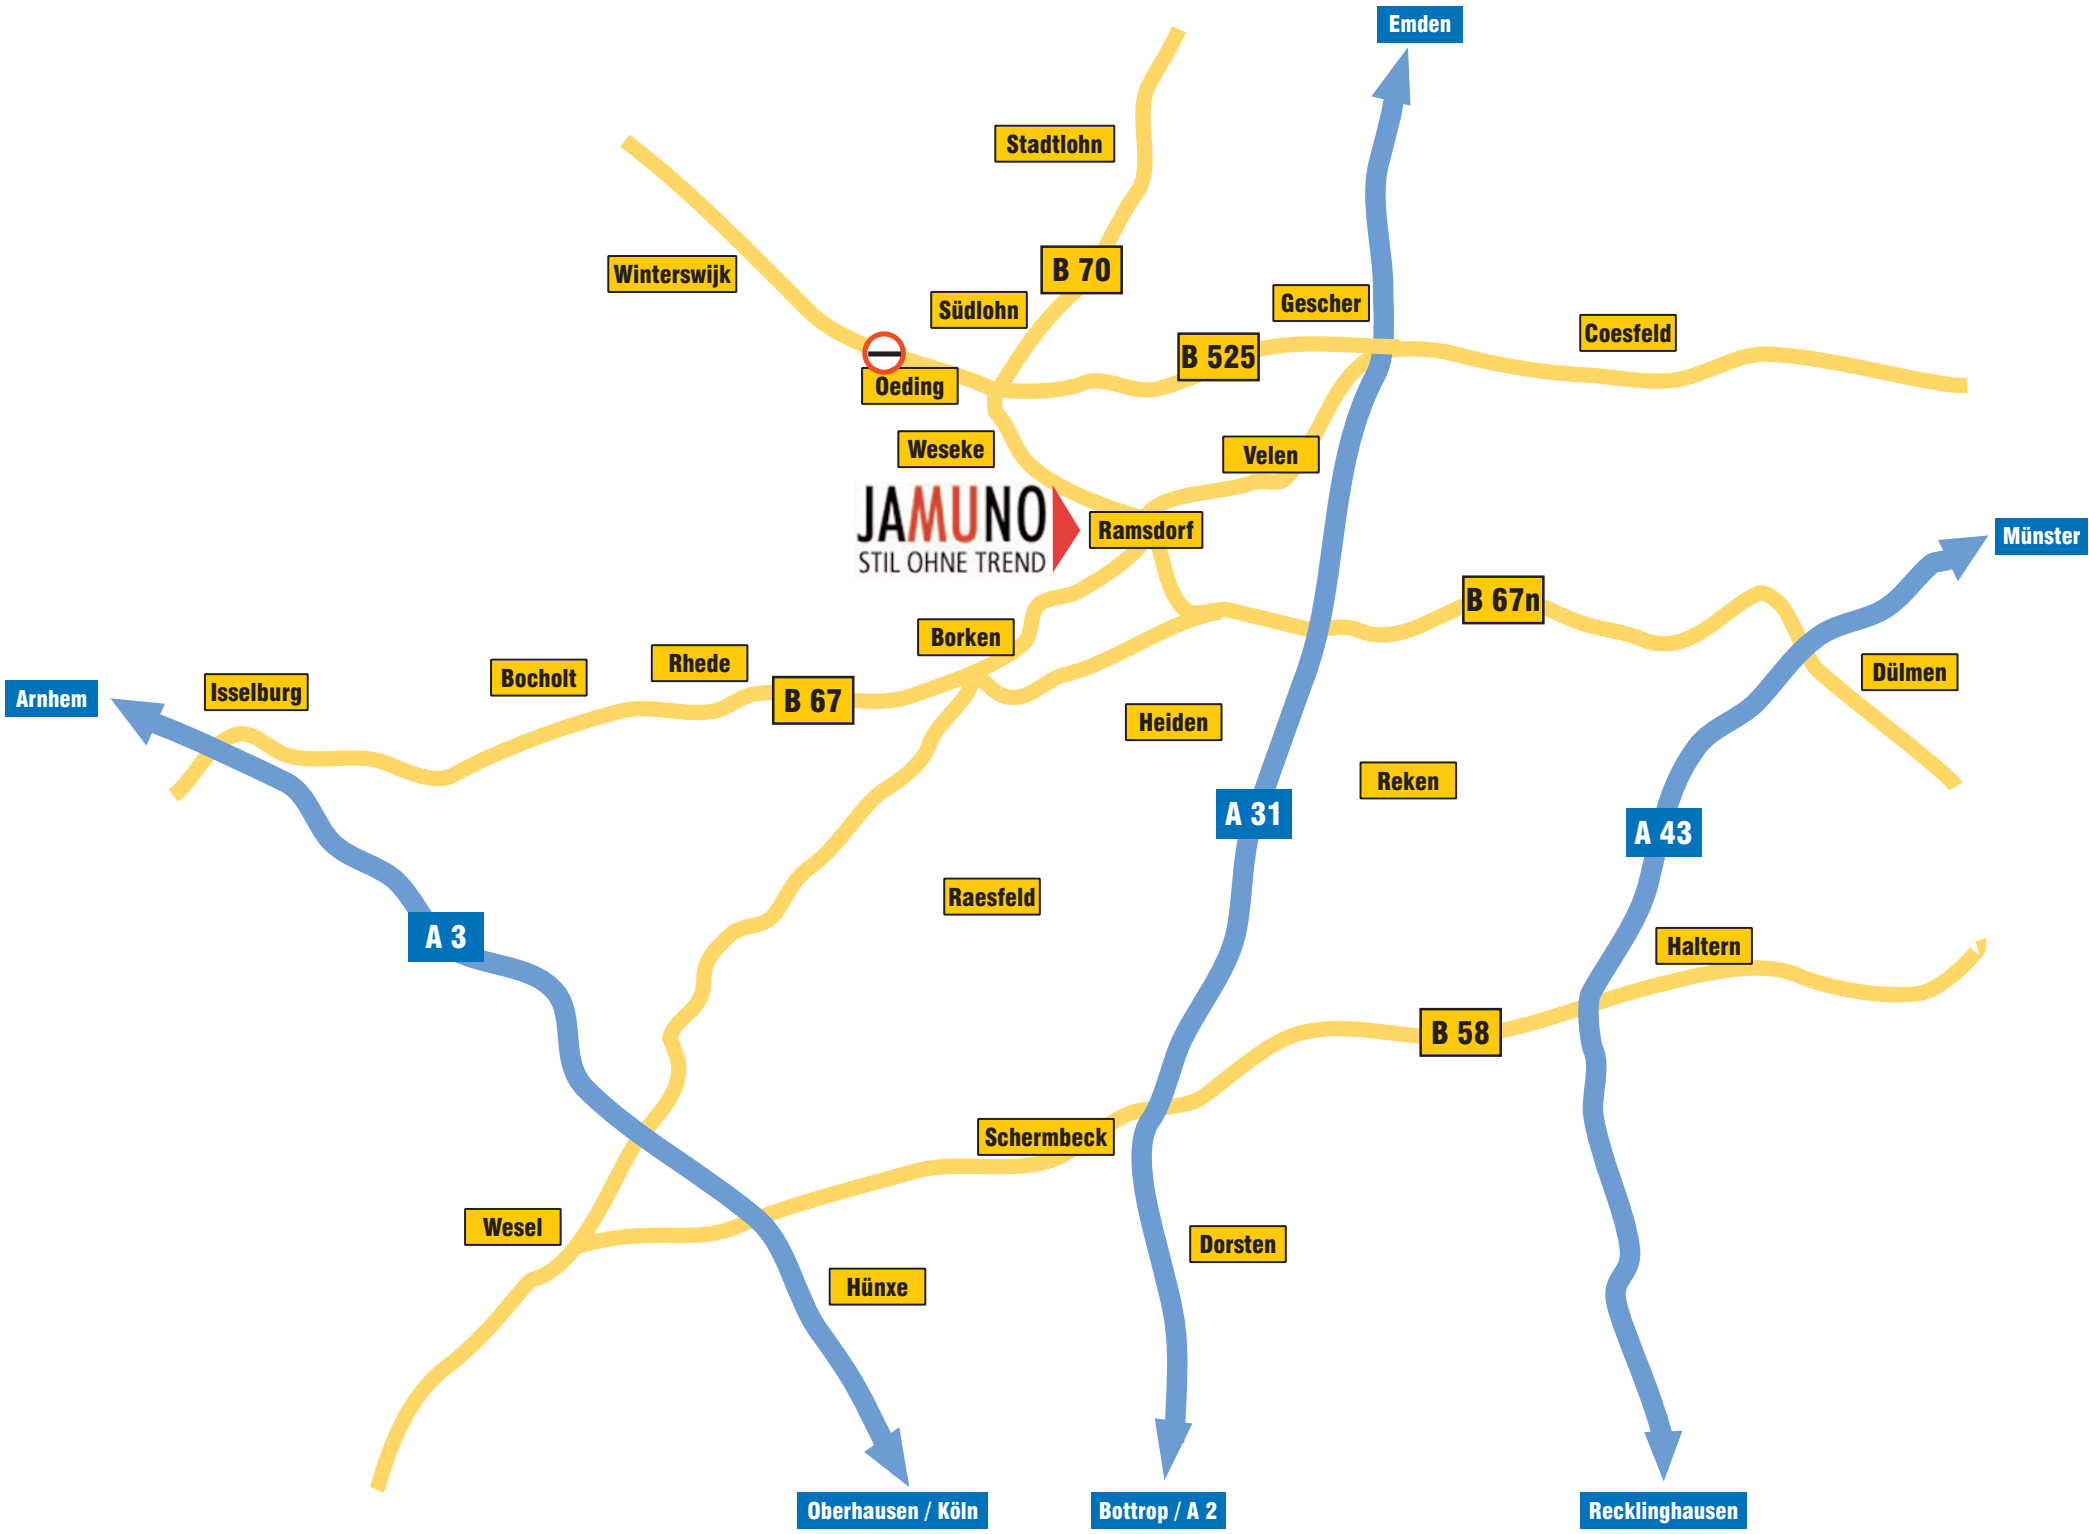 Emden
Stadtlohn
Winterswijk
B 70
Südlohn
Gescher
Coesfeld
B 525
Oeding
Weseke
Velen
JAMUNO
STIL OHNE TREND
Ramsdorf
Münster
B 67n
Borken
Rhede
Bocholt
Isselburg
Arnhem
B 67
Dülmen
Heiden
Reken
A 31
A 43
Raesfeld
A 3
Haltern
B 58
Schermbeck
Wesel
Dorsten
Hünxe
Oberhausen / Köln
Bottrop / A 2
Recklinghausen